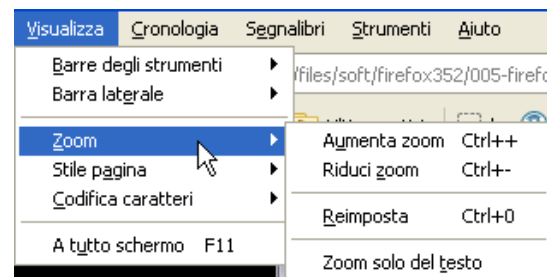 Visualizza Cronologia Segnalibri Strumenti Aiuto
Barre degli strumenti
/files/soft/firefox352/005-firefo
Barra laterale
Zoom
Aumenta zoom Ctrl++
Stile pagina
Riduci zoom Ctrl+-
Codifica caratteri
Reimposta Ctrl+0
A tutto schermo F11
Zoom solo del testo